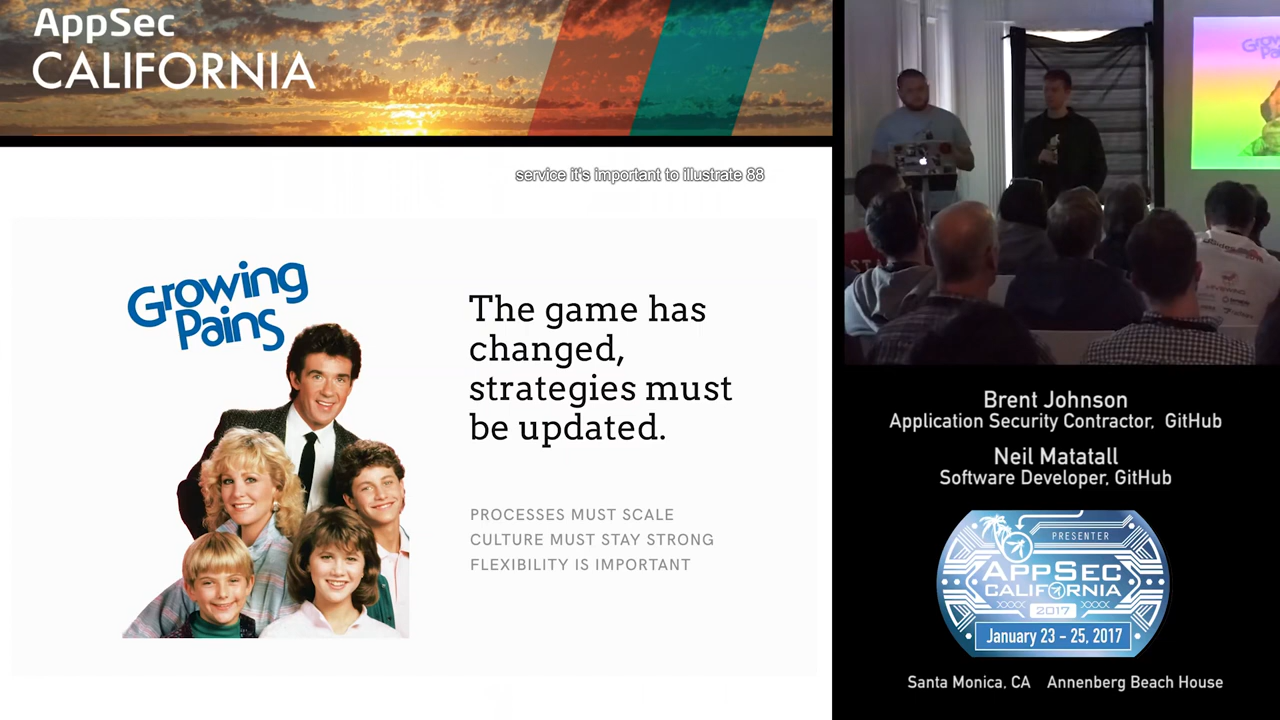 AppSec
CALIFORNIA
service it's important to illustrate 88
Growing
Pains
The game has
changed,
strategies must
be updated.
PROCESSES MUST SCALE
CULTURE MUST STAY STRONG
FLEXIBILITY IS IMPORTANT
Brent Johnson
Application Security Contractor, GitHub
Neil Matatall
Software Developer, GitHub
PRESENTER
APPSEC
CALIFORNIA
XXXX 2017 XXXX
January 23 - 25, 2017
Santa Monica, CA Annenberg Beach House